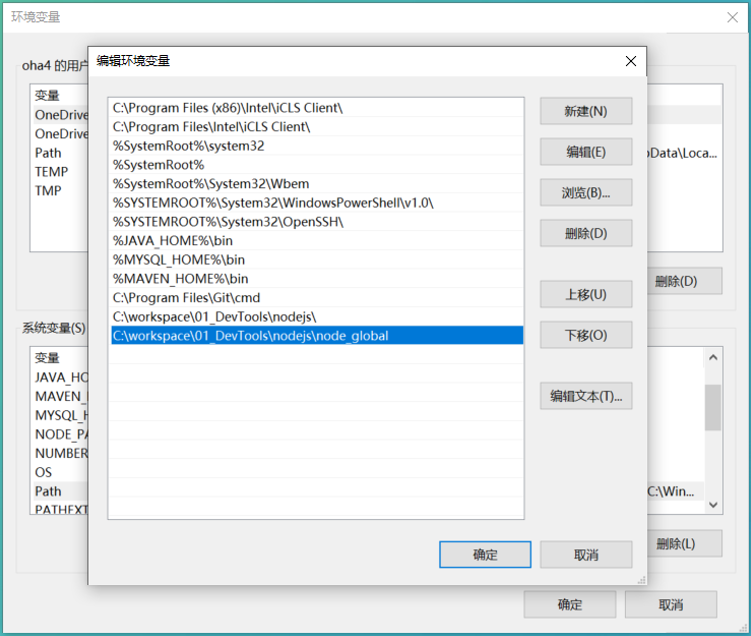 环境变量
oha4 的用户
变量
OneDrive
OneDrive
Path
TEMP
TMP
删除(D)
系统变量(S)
变量
JAVA_HO
MAVEN_
MYSQL_H
NODE_PA
NUMBER
OS
Path
PATHEXT
C:\Win...
删除(L)
确定
取消
编辑环境变量
C:\Program Files (x86)\Intel\iCLS Client\
C:\Program Files\Intel\iCLS Client\
%SystemRoot%\system32
%SystemRoot%
%SystemRoot%\System32\Wbem
%SYSTEMROOT%\System32\WindowsPowerShell\v1.0\
%SYSTEMROOT%\System32\OpenSSH\
%JAVA_HOME%\bin
%MYSQL_HOME%\bin
%MAVEN_HOME%\bin
C:\Program Files\Git\cmd
C:\workspace\01_DevTools\nodejs\
C:\workspace\01_DevTools\nodejs\node_global
新建(N)
编辑(E)
浏览(B)...
删除(D)
上移(U)
下移(O)
编辑文本(T)...
确定
取消